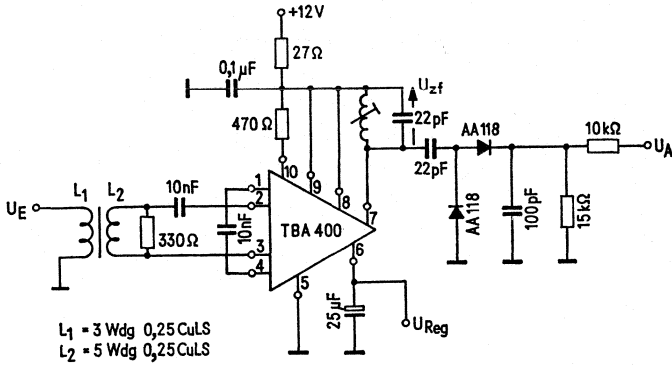 +12V
27Ω
0,1µF
Uzf
470Ω
22pF
22pF
AA118
10kΩ
UA
10
9
8
7
L1
L2
10nF
1
2
UE
330Ω
10nF
TBA 400
3
4
5
6
AA118
100pF
15kΩ
25µF
UReg
L1 = 3 Wdg 0,25 CuLS
L2 = 5 Wdg 0,25 CuLS